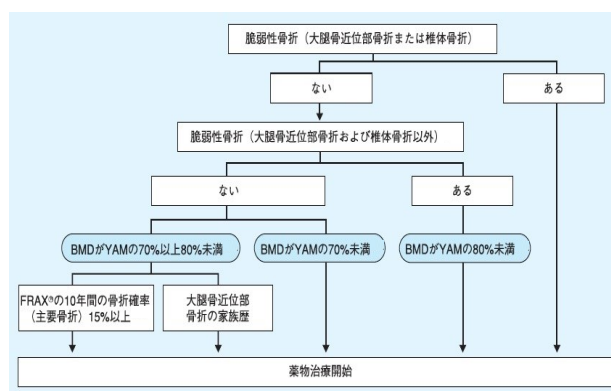 脆弱性骨折（大腿骨近位部骨折または椎体骨折）
ない
ある
脆弱性骨折（大腿骨近位部骨折および椎体骨折以外）
ない
ある
BMDがYAMの70%以上80%未満
BMDがYAMの70%未満
BMDがYAMの80%未満
FRAX®の10年間の骨折確率
（主要骨折）15%以上
大腿骨近位部
骨折の家族歴
薬物治療開始